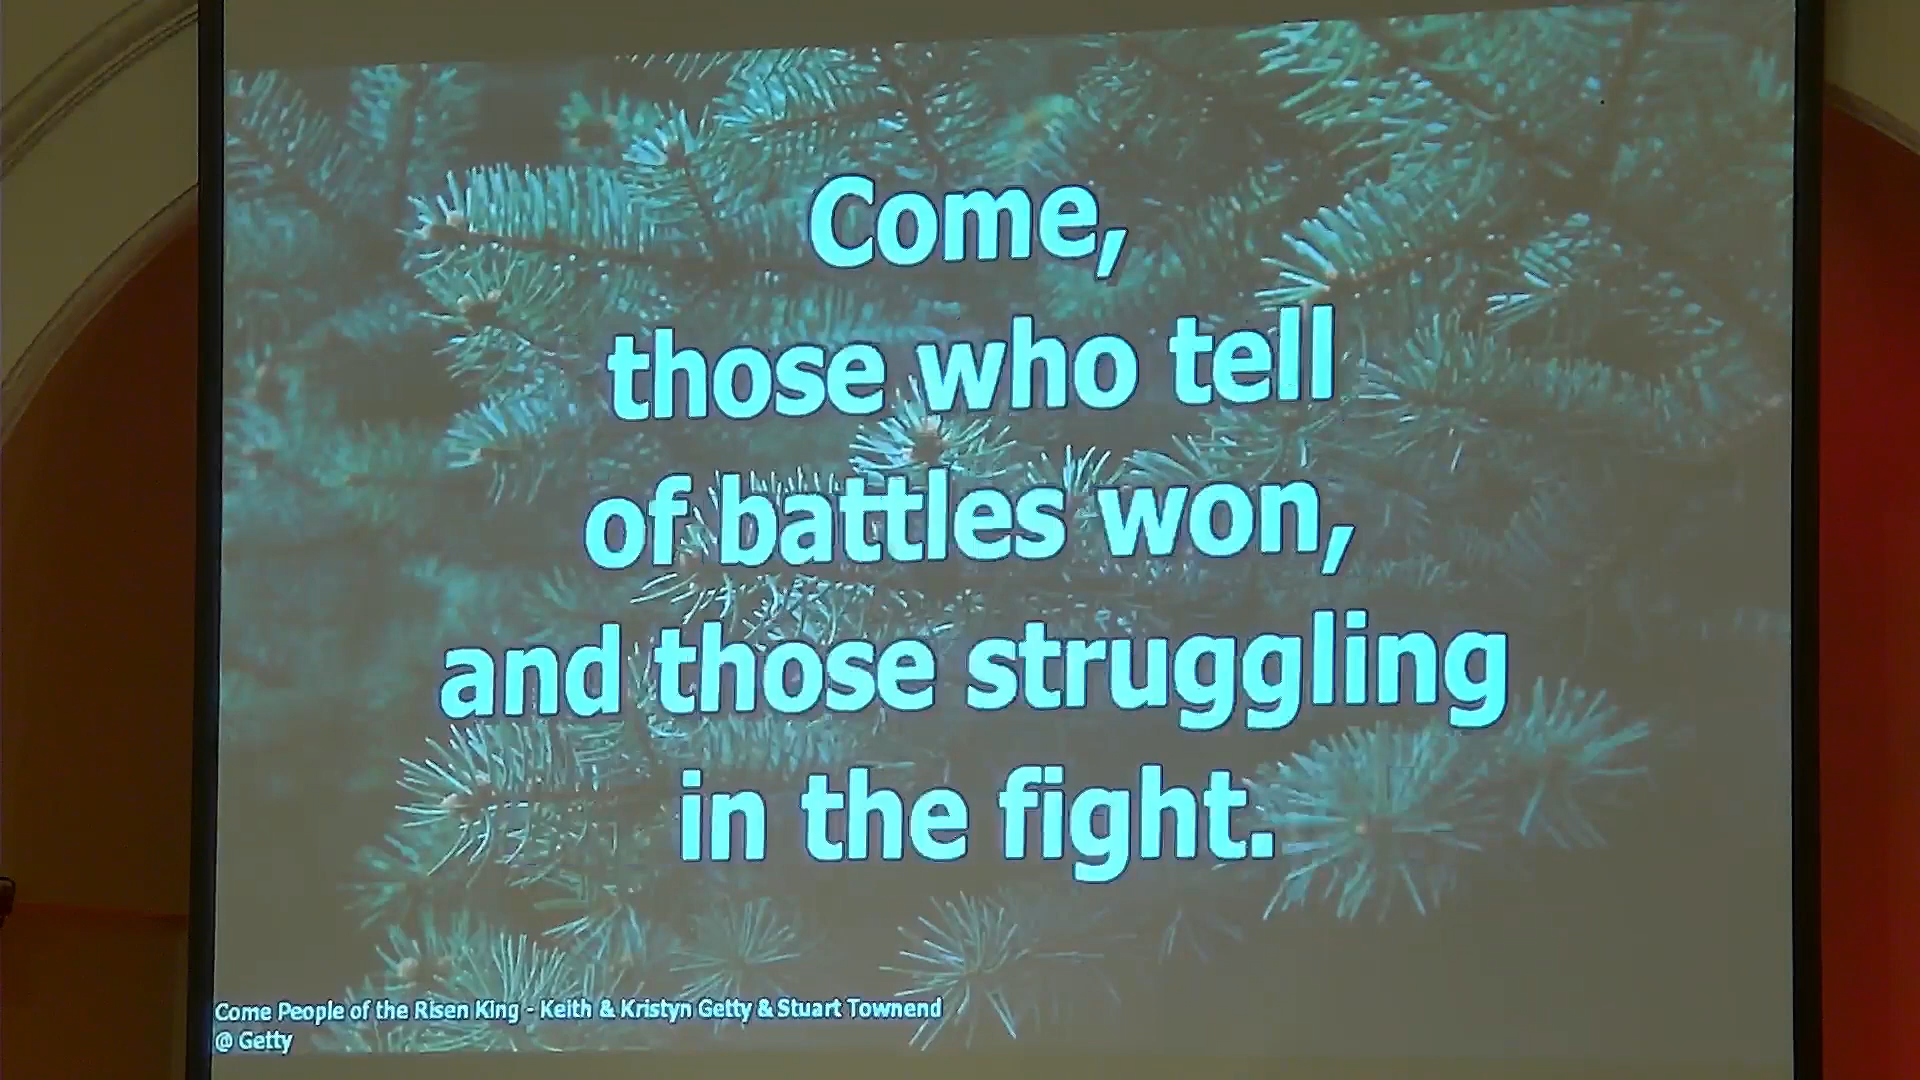 Come,
those who tell
of battles won,
and those struggling
in the fight.
Come People of the Risen King - Keith & Kristyn Getty & Stuart Townend
@ Getty